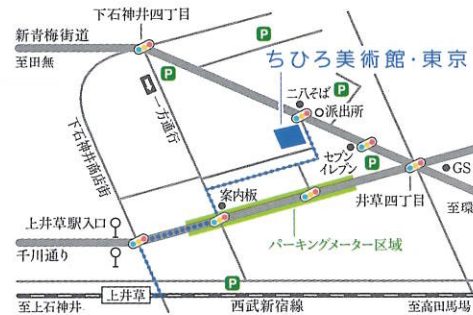 下石神井四丁目
新青梅街道
至田無
P
P
ちひろ美術館・東京
一方通行
二八そば
派出所
P
下石神井商店街
セブン
イレブン
P
GS
案内板
井草四丁目
至環
上井草駅入口
千川通り
パーキングメーター区域
P
上井草
至上石神井
西武新宿線
至高田馬場